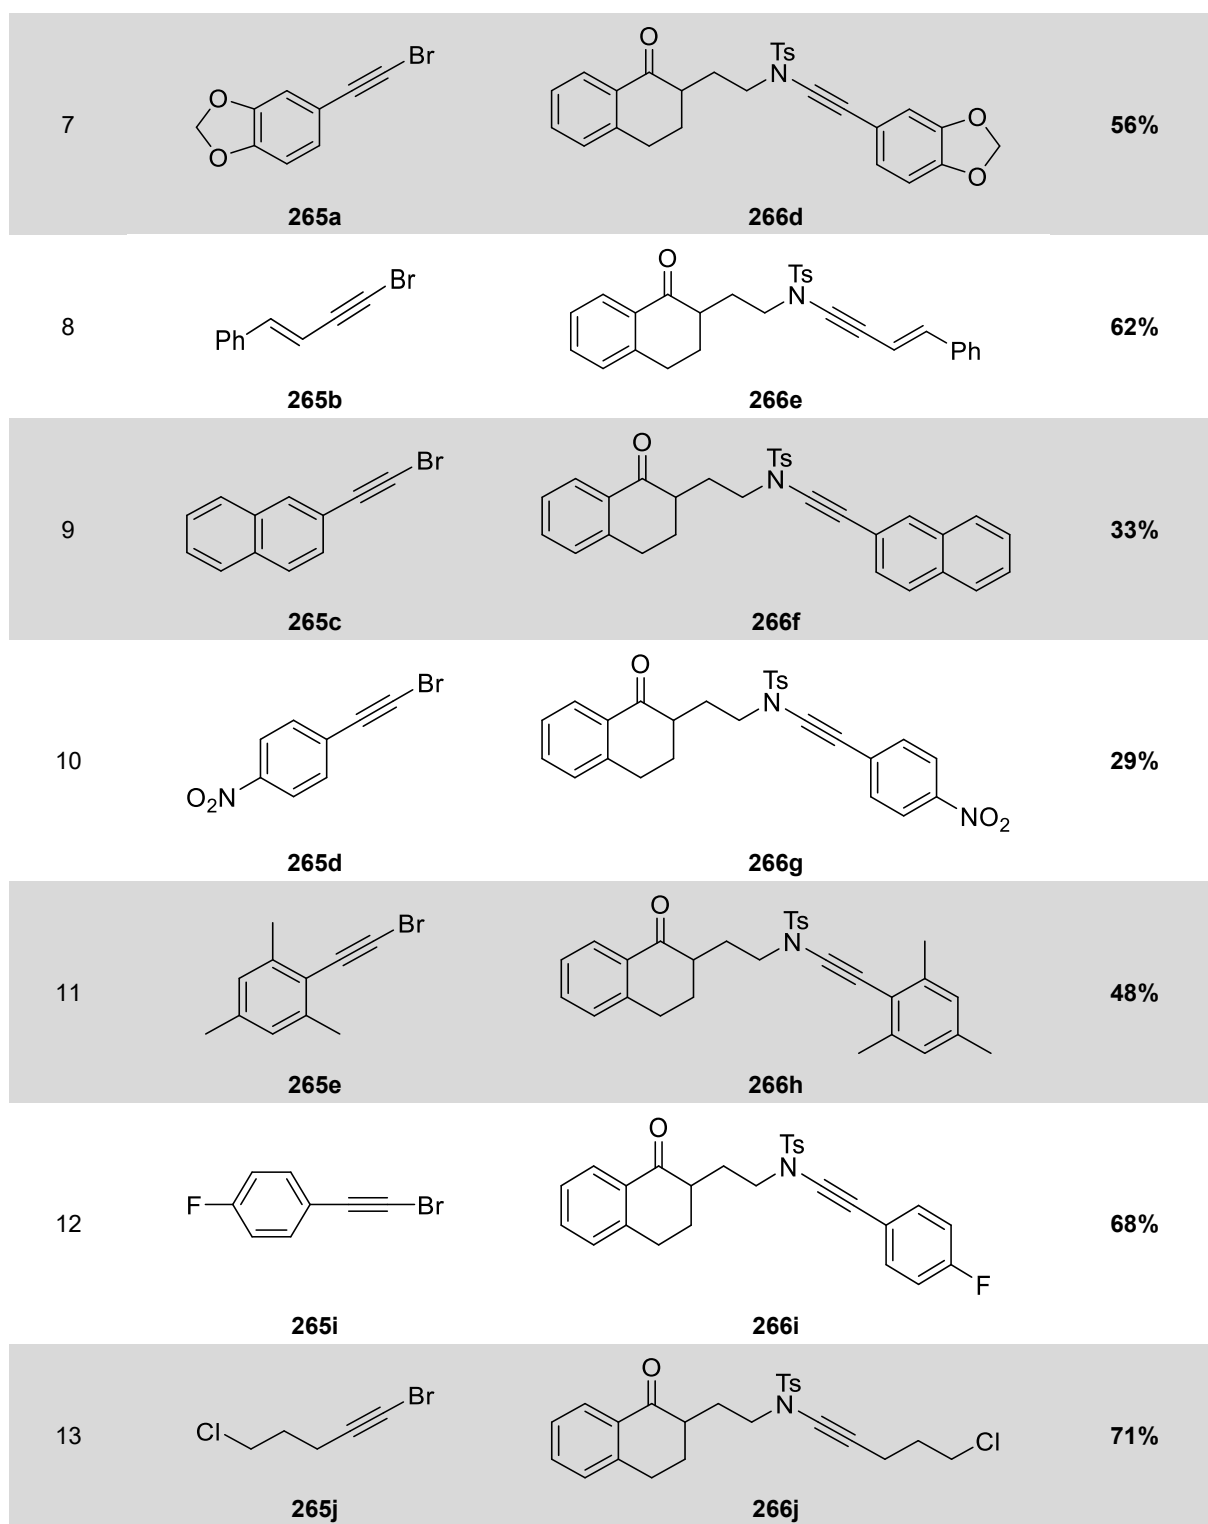 O
Br
Ts
N
O
O
7
56%
O
O
265a
266d
O
Br
Ts
N
8
62%
Ph
Ph
265b
266e
O
Br
Ts
N
9
33%
265c
266f
O
Br
Ts
N
10
29%
O2N
NO2
265d
266g
O
Br
Ts
N
11
48%
265e
266h
O
Ts
N
12
F
Br
68%
F
265i
266i
O
Br
Ts
N
13
Cl
Cl
71%
265j
266j